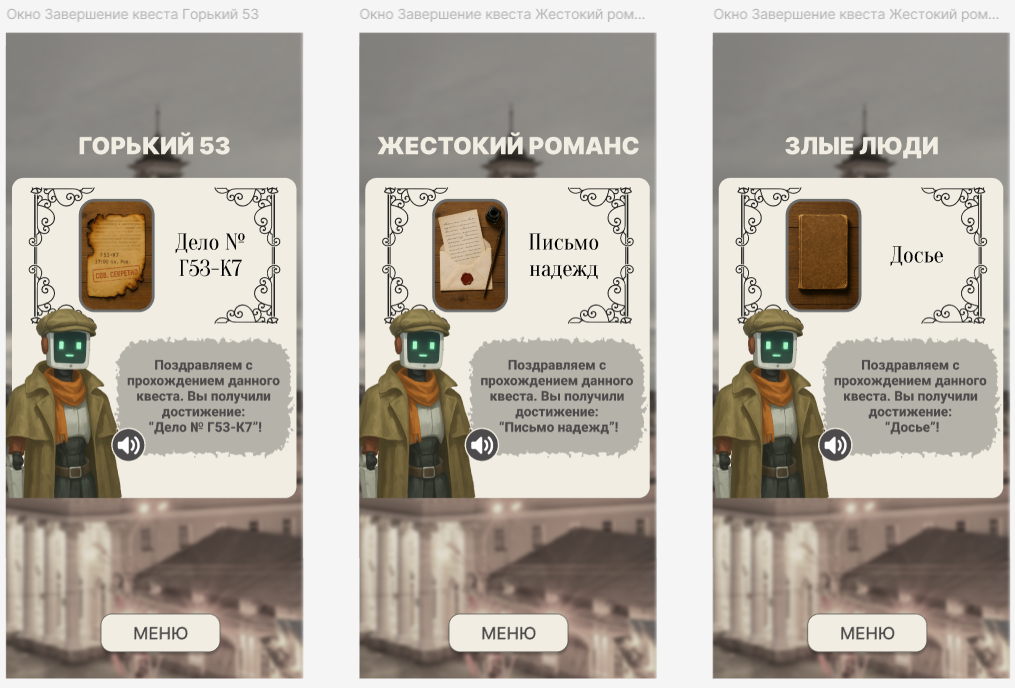 Окно Завершение квеста Горький 53
ГОРЬКИЙ 53
Дело №
Г53-К7
Г53-К7
СОВ. СЕКРЕТНО
Поздравляем с
прохождением данного
квеста. Вы получили
достижение:
“Дело № Г53-К7”!
МЕНЮ
Окно Завершение квеста Жестокий ром...
ЖЕСТОКИЙ РОМАНС
Письмо
надежд
Поздравляем с
прохождением данного
квеста. Вы получили
достижение:
“Письмо надежд”!
МЕНЮ
Окно Завершение квеста Жестокий ром...
ЗЛЫЕ ЛЮДИ
Досье
Поздравляем с
прохождением данного
квеста. Вы получили
достижение:
“Досье”!
МЕНЮ